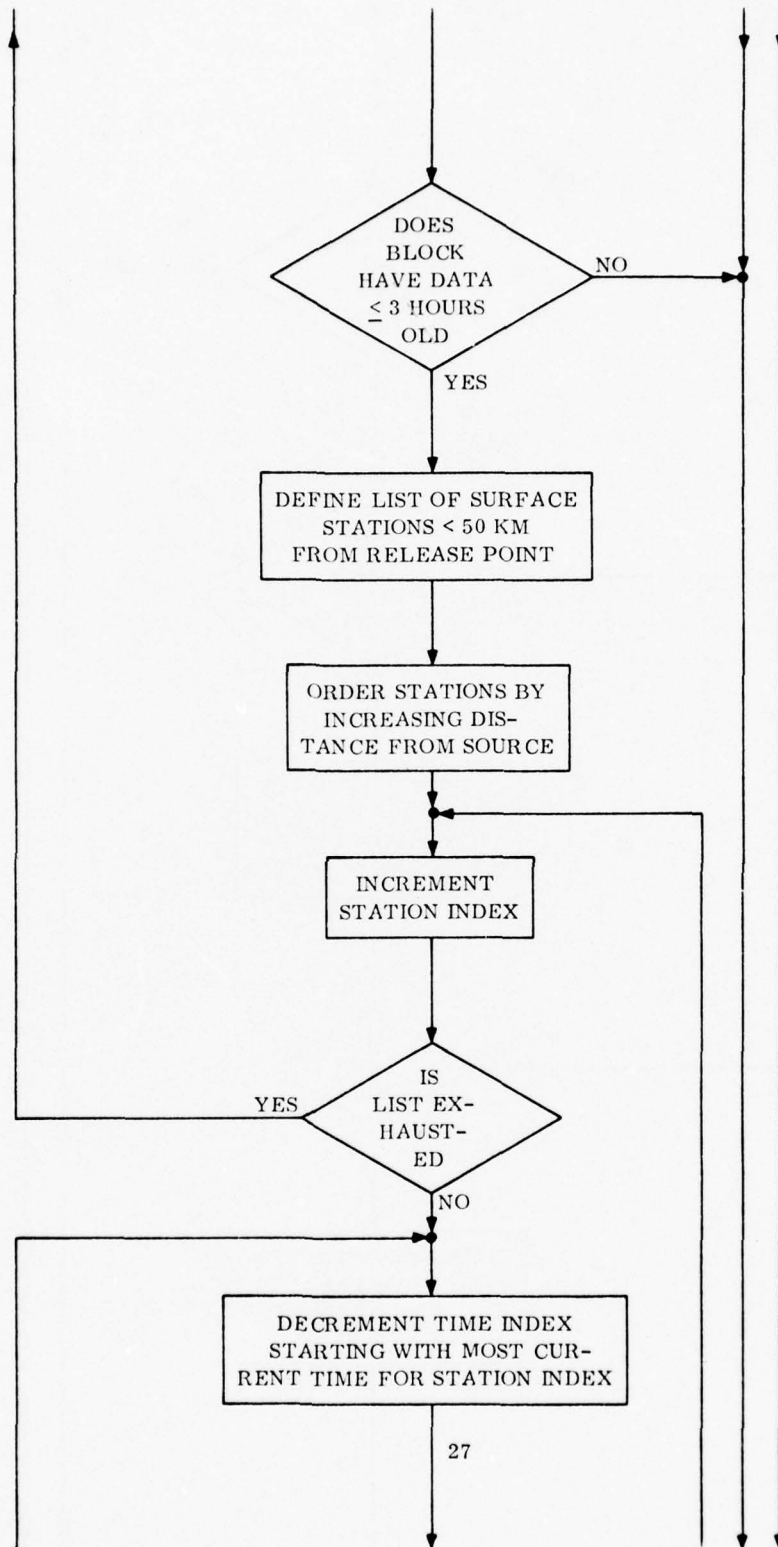 DOES
BLOCK
HAVE DATA
≤ 3 HOURS
OLD
NO
YES
DEFINE LIST OF SURFACE
STATIONS < 50 KM
FROM RELEASE POINT
ORDER STATIONS BY
INCREASING DIS-
TANCE FROM SOURCE
INCREMENT
STATION INDEX
YES
IS
LIST EX-
HAUST-
ED
NO
DECREMENT TIME INDEX
STARTING WITH MOST CUR-
RENT TIME FOR STATION INDEX
27